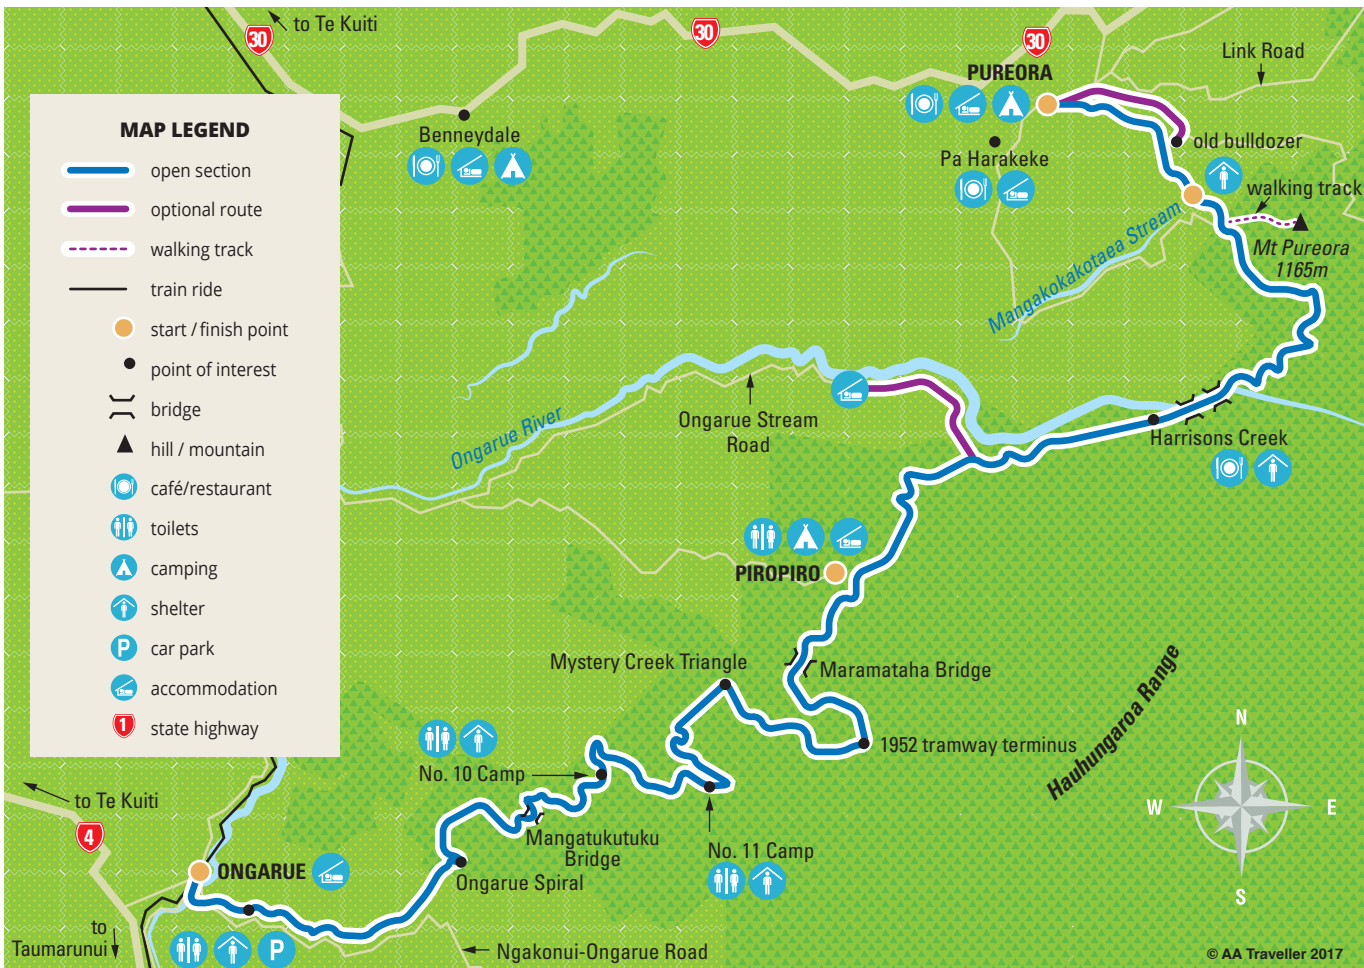 to Te Kuiti
30
30
30
PUREORA
Link Road
MAP LEGEND
open section
optional route
walking track
train ride
start / finish point
point of interest
bridge
hill / mountain
café/restaurant
toilets
camping
shelter
P
car park
accommodation
1
state highway
Benneydale
Pa Harakeke
old bulldozer
walking track
Mt Pureora
1165m
Mangakokakotaea Stream
Ongarue River
Ongarue Stream
Road
Harrisons Creek
PIROPIRO
Mystery Creek Triangle
Maramataha Bridge
Hauhungaroa Range
1952 tramway terminus
No. 10 Camp
Mangatukutuku
Bridge
No. 11 Camp
Ongarue Spiral
to Te Kuiti
4
ONGARUE
to
Taumarunui
P
Ngakonui-Ongarue Road
N
W
E
S
© AA Traveller 2017